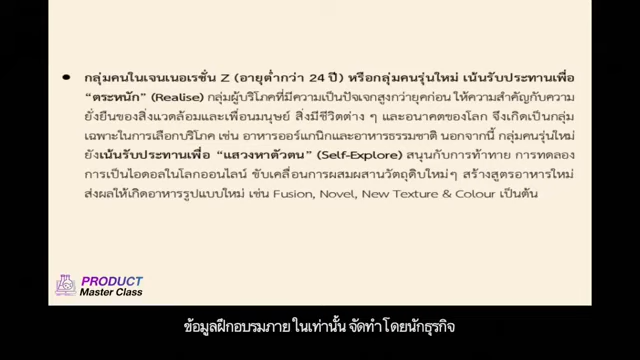 • กลุ่มคนในเจนเนอเรชั่น Z (อายุต่ำกว่า 24 ปี) หรือกลุ่มคนรุ่นใหม่ เน้นรับประทานเพื่อ
“ตระหนัก” (Realise) กลุ่มผู้บริโภคที่มีความเป็นปัจเจกสูงกว่ายุคก่อน ให้ความสำคัญกับความ
ยั่งยืนของสิ่งแวดล้อมและเพื่อนมนุษย์ สิ่งมีชีวิตต่าง ๆ และอนาคตของโลก จึงเกิดเป็นกลุ่ม
เฉพาะในการเลือกบริโภค เช่น อาหารออร์แกนิกและอาหารธรรมชาติ นอกจากนี้ กลุ่มคนรุ่นใหม่
ยังเน้นรับประทานเพื่อ “แสวงหาตัวตน” (Self-Explore) สนุกกับการท้าทาย การทดลอง
การเป็นไอดอลในโลกออนไลน์ ขับเคลื่อนการผสมผสานวัตถุดิบใหม่ๆ สร้างสูตรอาหารใหม่
ส่งผลให้เกิดอาหารรูปแบบใหม่ เช่น Fusion, Novel, New Texture & Colour เป็นต้น
PRODUCT
Master Class
ข้อมูลฝึกอบรมภายในเท่านั้น จัดทำโดยนักธุรกิจ